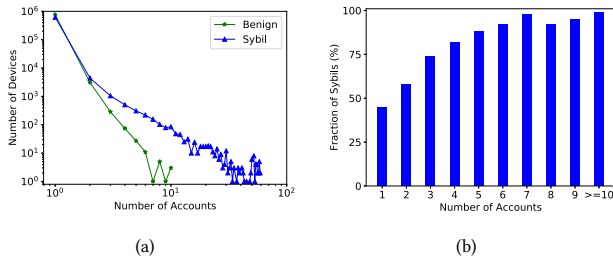 10^6
10^5
10^4
10^3
10^2
10^1
10^0
Number of Devices
Benign
Sybil
10^0 10^1 10^2
Number of Accounts
(a)
100
75
50
25
0
Fraction of Sybils (%)
1 2 3 4 5 6 7 8 9 >=10
Number of Accounts
(b)